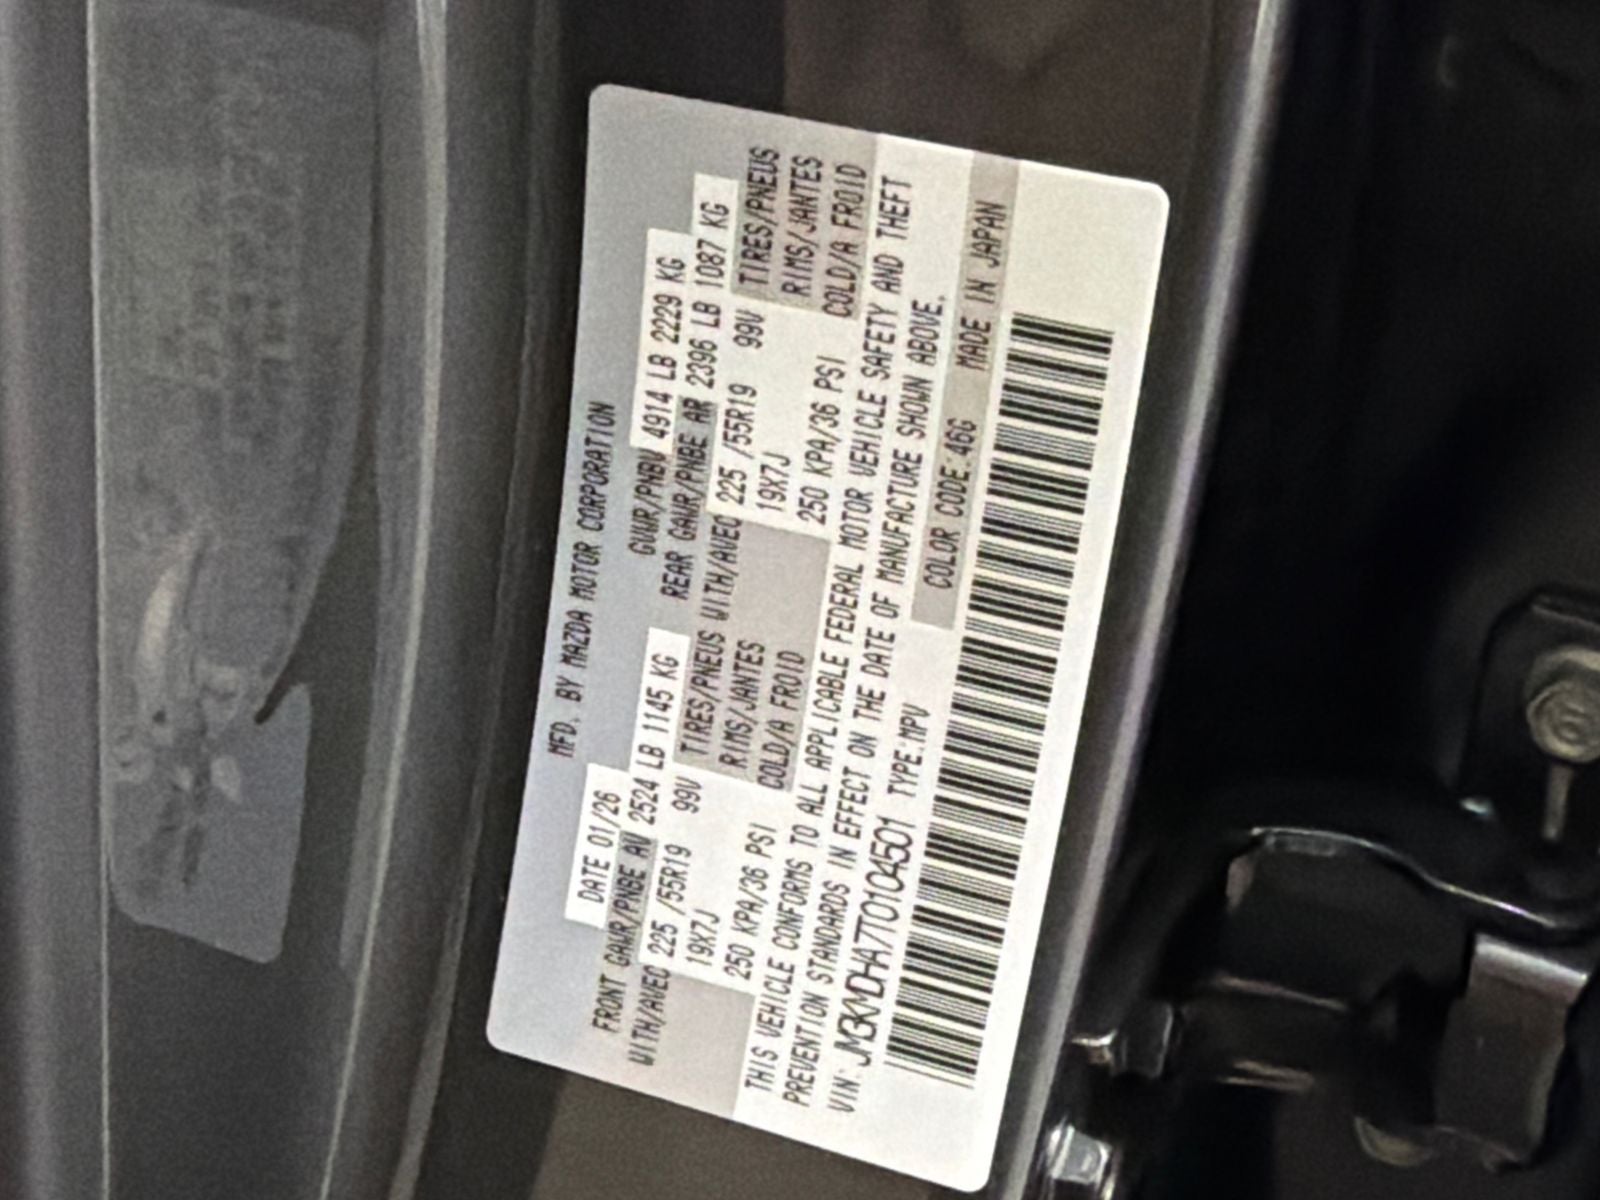 MFD. BY MAZDA MOTOR CORPORATION
DATE 01/26 GVWR/PNBV 4914 LB 2229 KG
FRONT GAWR/PNBE AV 2524 LB 1145 KG REAR GAWR/PNBE AR 2396 LB 1087 KG
WITH/AVEC 225 /55R19 99V TIRES/PNEUS WITH/AVEC 225 /55R19 99V TIRES/PNEUS
19X7J RIMS/JANTES 19X7J RIMS/JANTES
250 KPA/36 PSI COLD/A FROID 250 KPA/36 PSI COLD/A FROID
THIS VEHICLE CONFORMS TO ALL APPLICABLE FEDERAL MOTOR VEHICLE SAFETY AND THEFT
PREVENTION STANDARDS IN EFFECT ON THE DATE OF MANUFACTURE SHOWN ABOVE.
VIN: JM3KMDHA7T0104501 TYPE:MPV COLOR CODE:46G MADE IN JAPAN